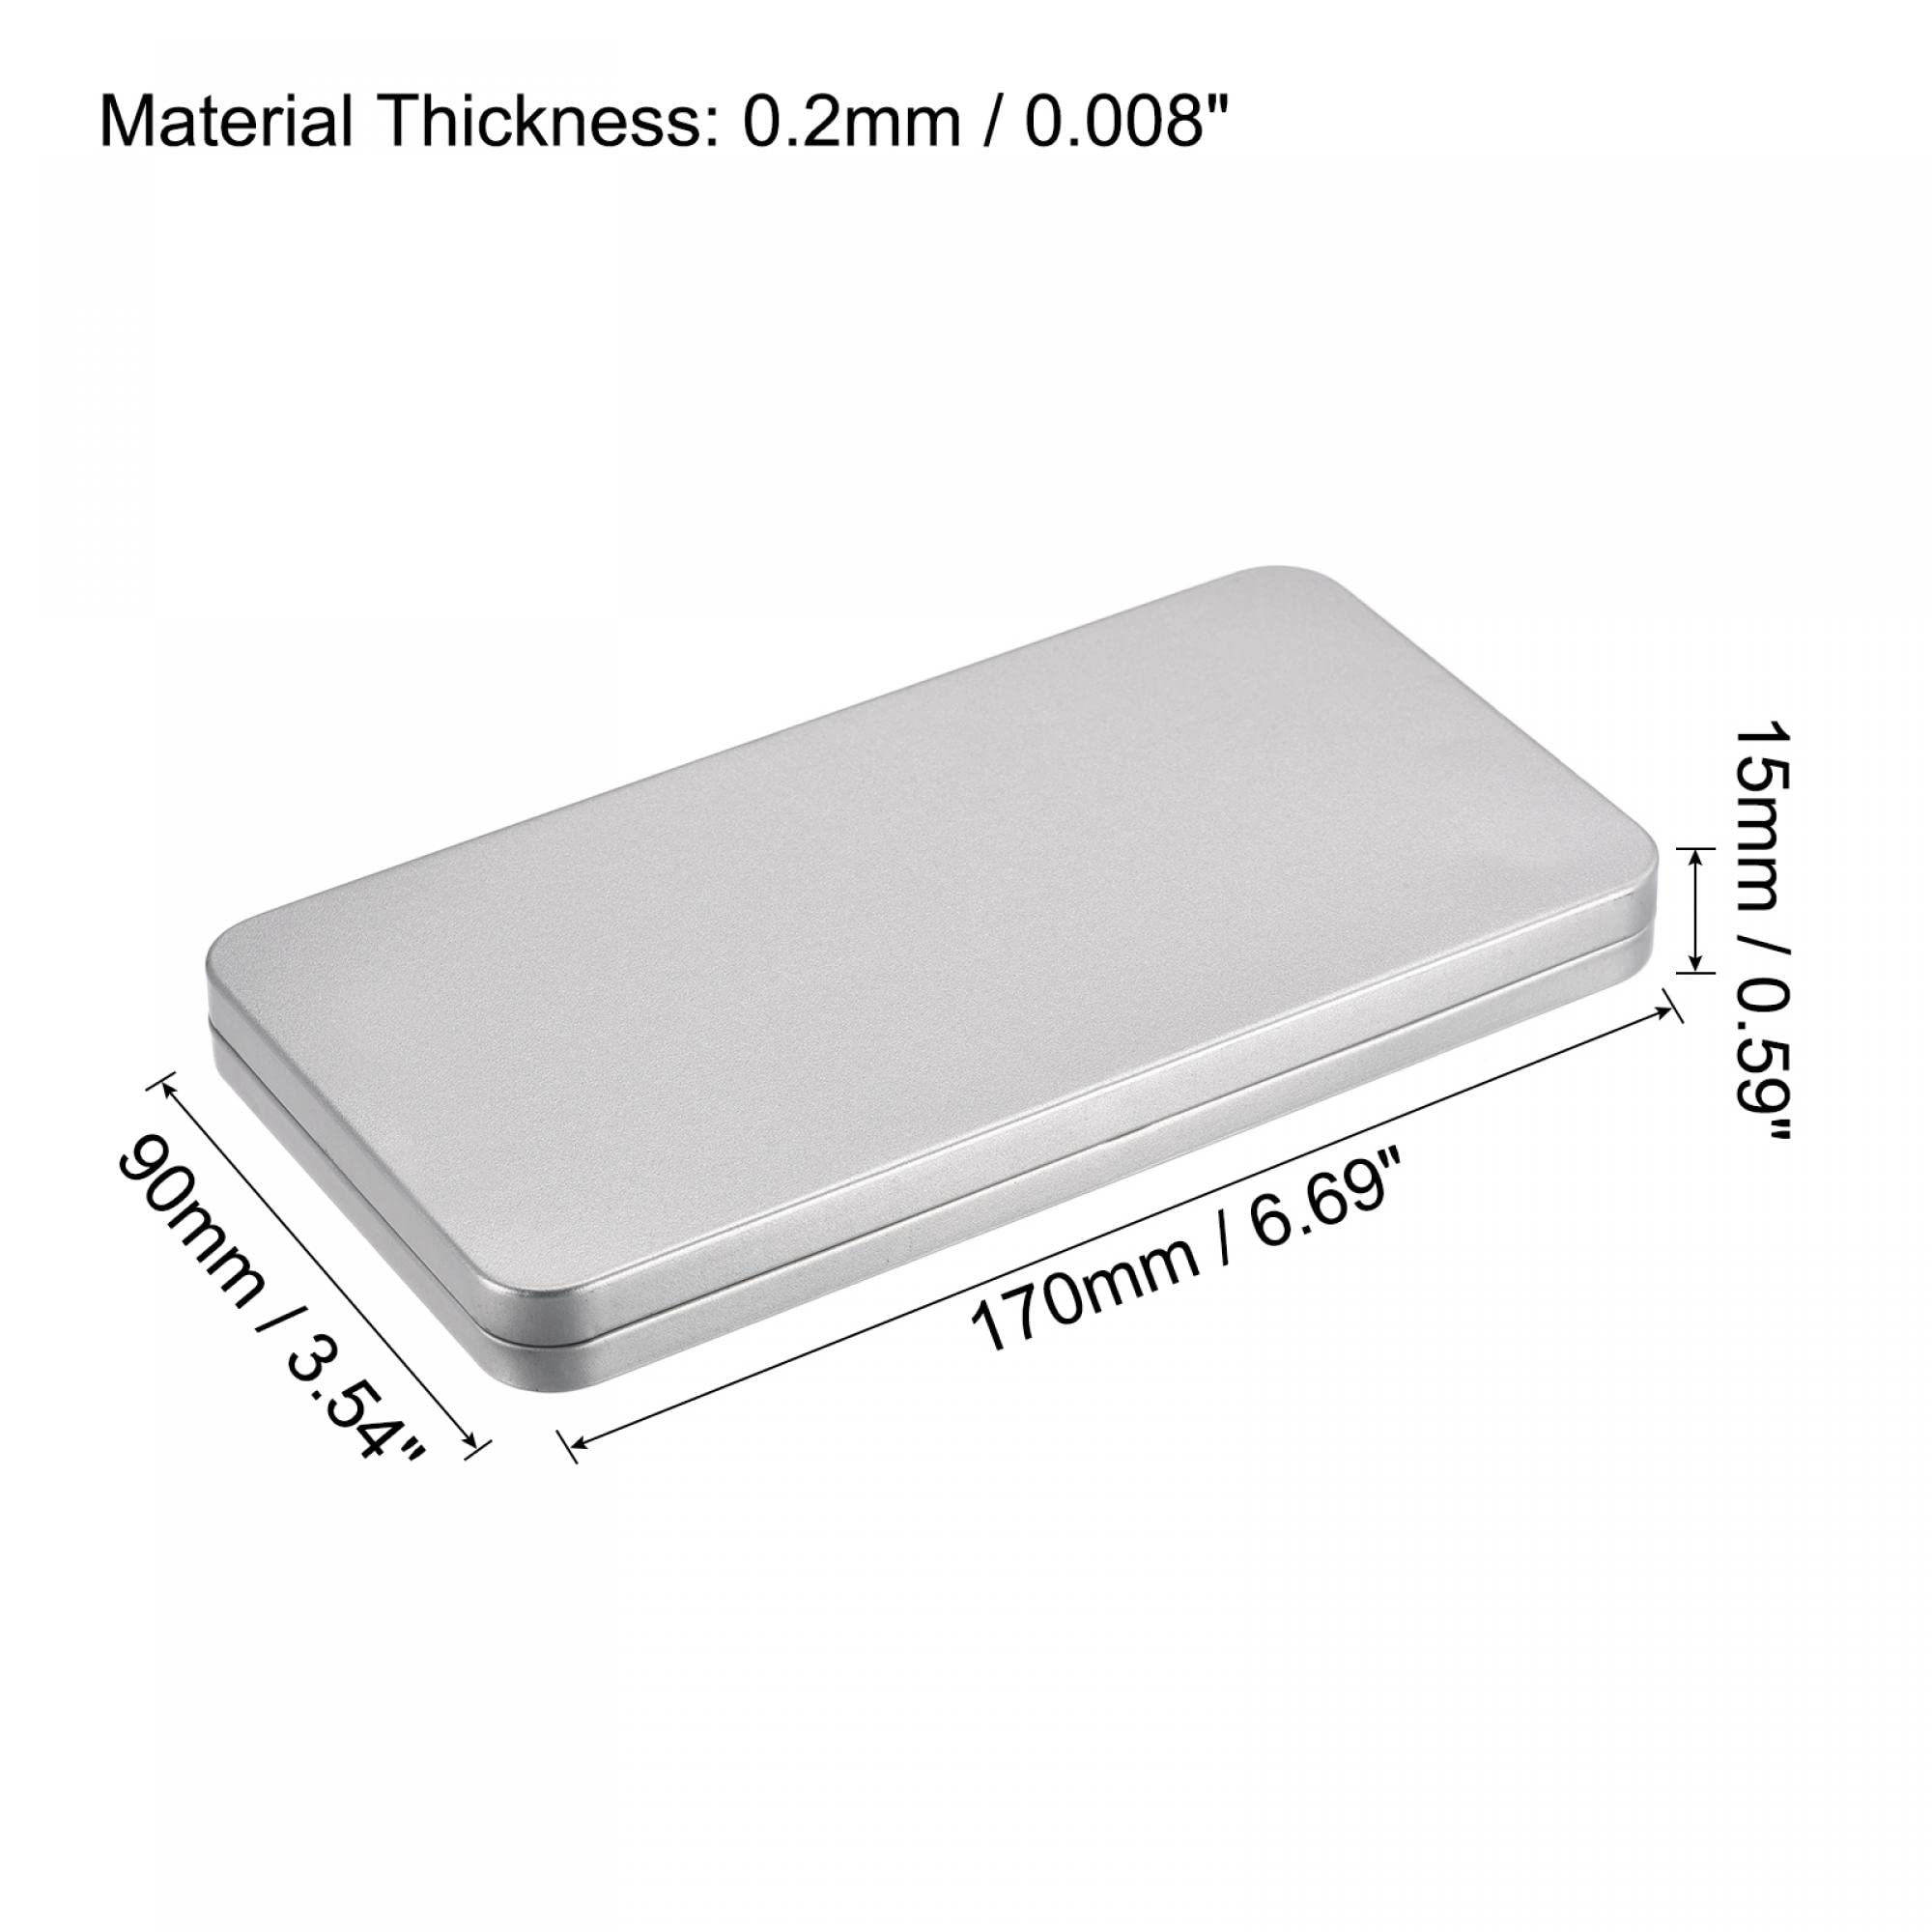 Material Thickness: 0.2mm / 0.008"
15mm / 0.59"
90mm / 3.54"
170mm / 6.69"